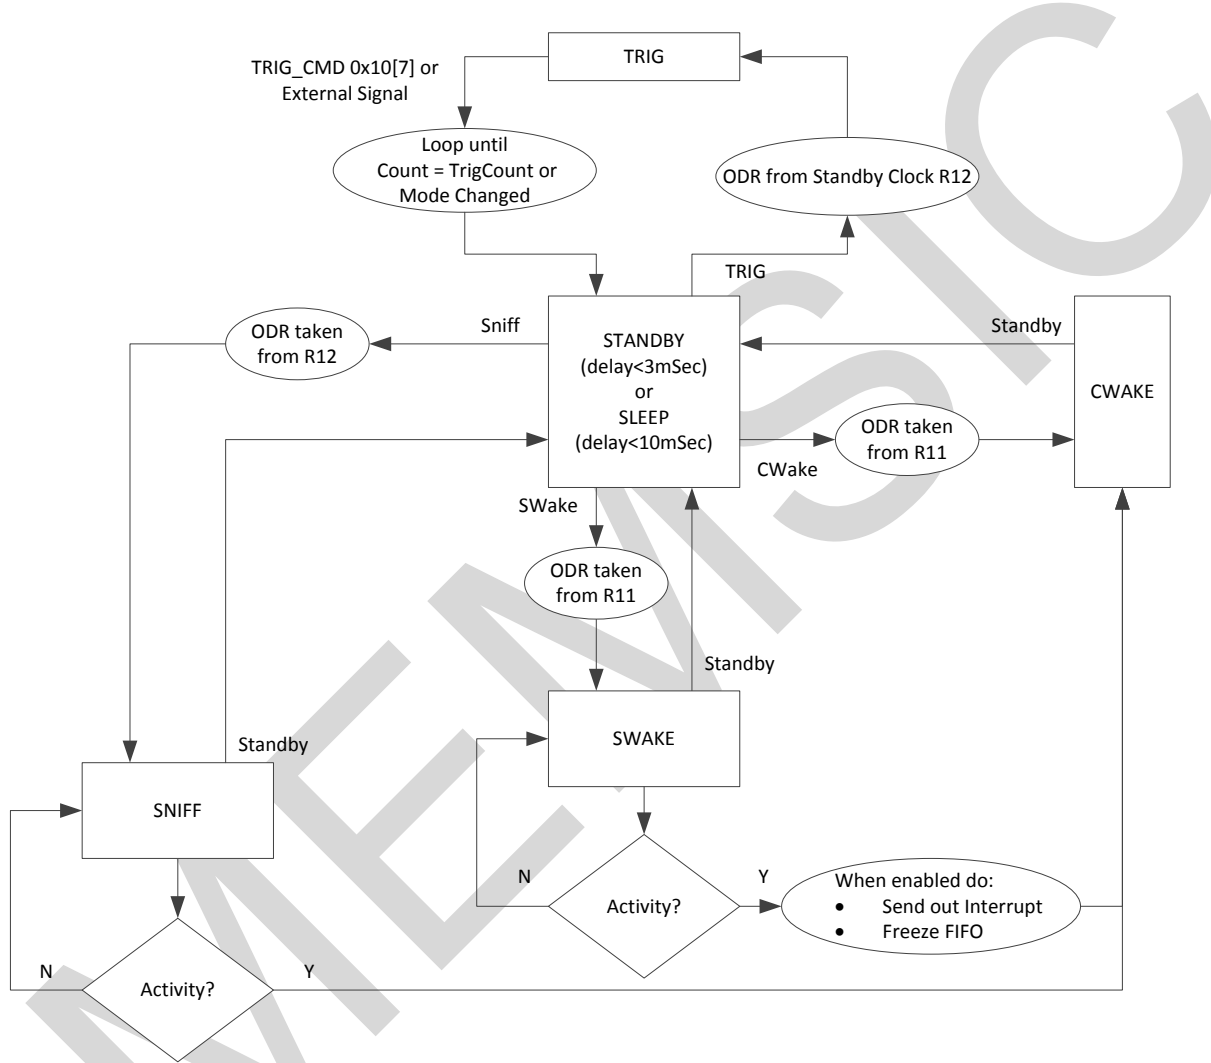 TRIG
TRIG_CMD 0x10[7] or
External Signal
Loop until
Count = TrigCount or
Mode Changed
ODR from Standby Clock R12
TRIG
ODR taken
from R12
Sniff
STANDBY
(delay<3mSec)
or
SLEEP
(delay<10mSec)
Standby
CWAKE
ODR taken
from R11
CWake
SWake
ODR taken
from R11
Standby
SWAKE
Standby
SNIFF
N
Activity?
Y
When enabled do:
• Send out Interrupt
• Freeze FIFO
N
Activity?
Y
MEMSIC